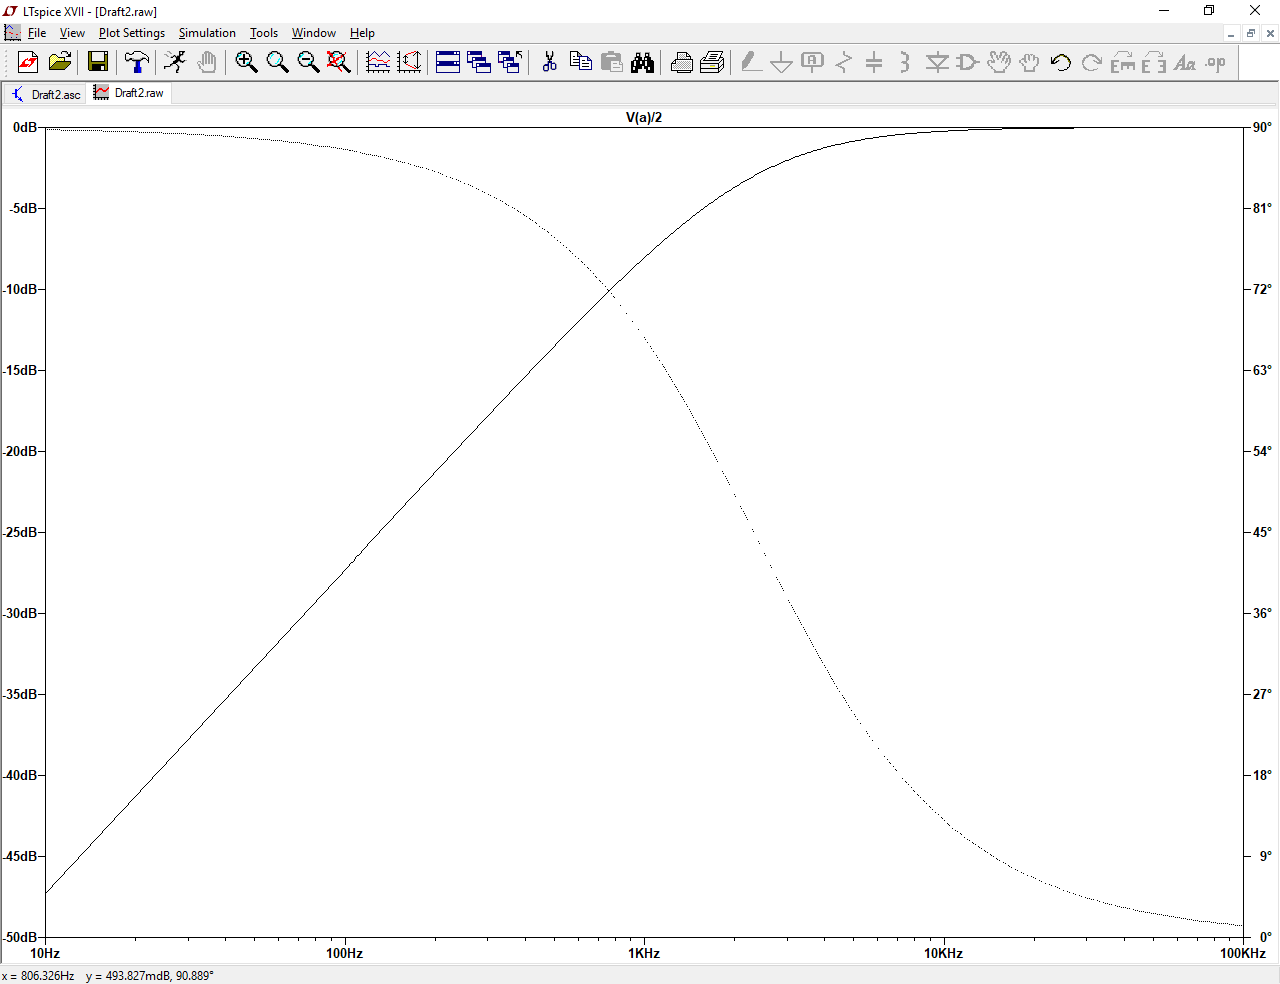 LTspice XVII - [Draft2.raw]
File View Plot Settings Simulation Tools Window Help
Draft2.asc Draft2.raw
V(a)/2
0dB 90°
-5dB 81°
-10dB 72°
-15dB 63°
-20dB 54°
-25dB 45°
-30dB 36°
-35dB 27°
-40dB 18°
-45dB 9°
-50dB 0°
10Hz 100Hz 1KHz 10KHz 100KHz
x = 806.326Hz y = 493.827mdB, 90.889°